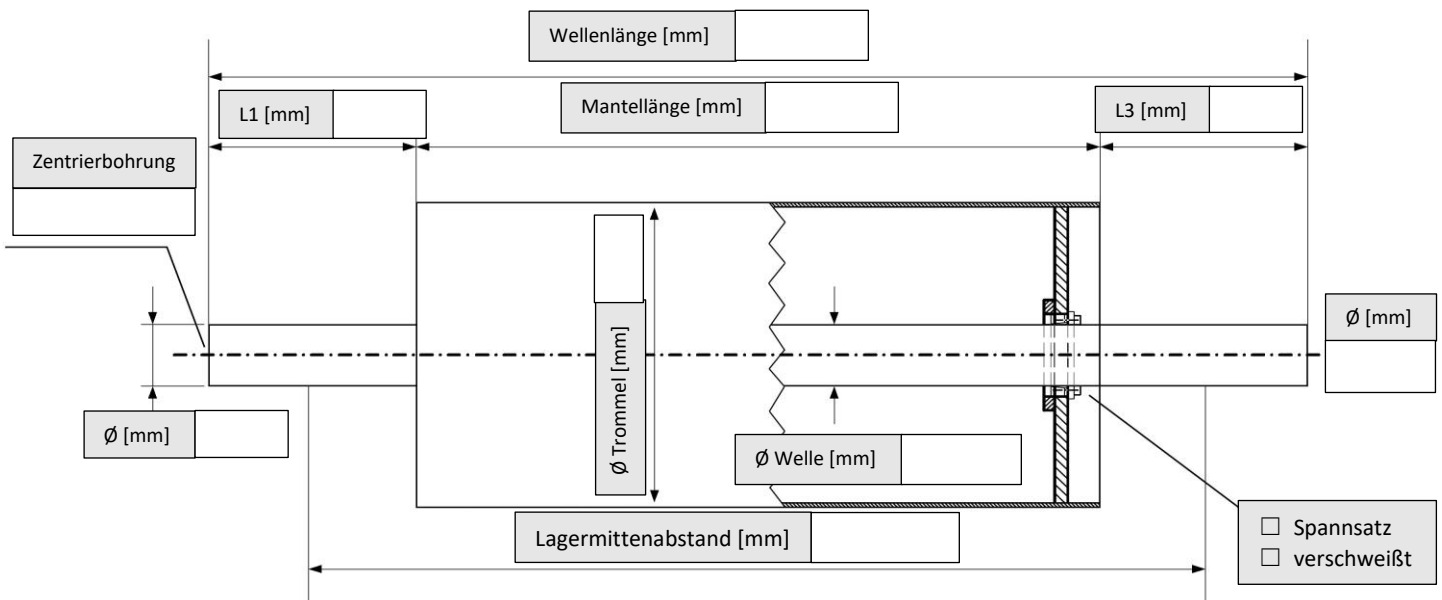 Wellenlänge [mm]
L1 [mm]
Mantellänge [mm]
L3 [mm]
Zentrierbohrung
Ø Trommel [mm]
Ø [mm]
Ø [mm]
Ø Welle [mm]
Lagermittenabstand [mm]
☐ Spannsatz
☐ verschweißt